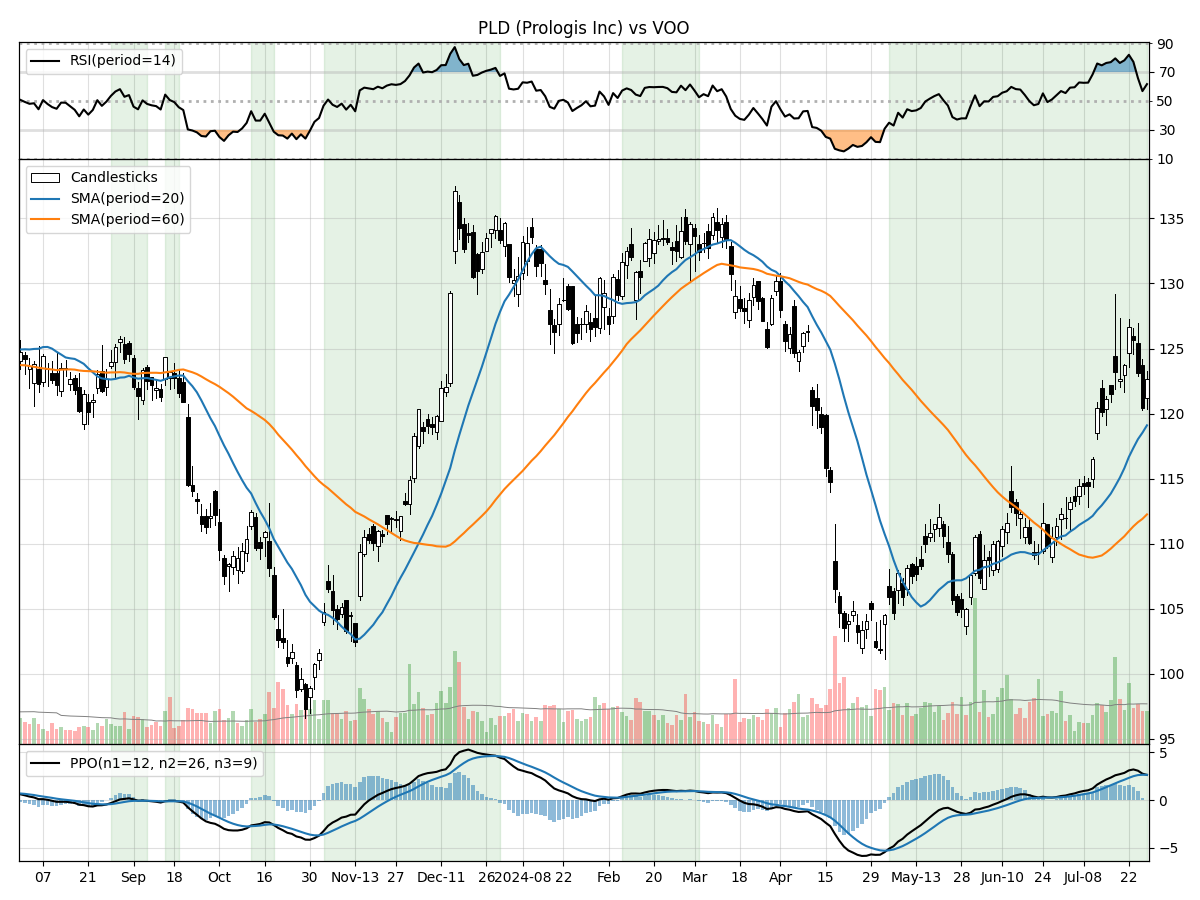 PLD (Prologis Inc) vs VOO
RSI(period=14)
90
70
50
30
10
Candlesticks
SMA(period=20)
SMA(period=60)
135
130
125
120
115
110
105
100
95
PPO(n1=12, n2=26, n3=9)
5
0
−5
07 21 Sep 18 Oct 16 30 Nov-13 27 Dec-11 26 2024-08 22 Feb 20 Mar 18 Apr 15 29 May-13 28 Jun-10 24 Jul-08 22